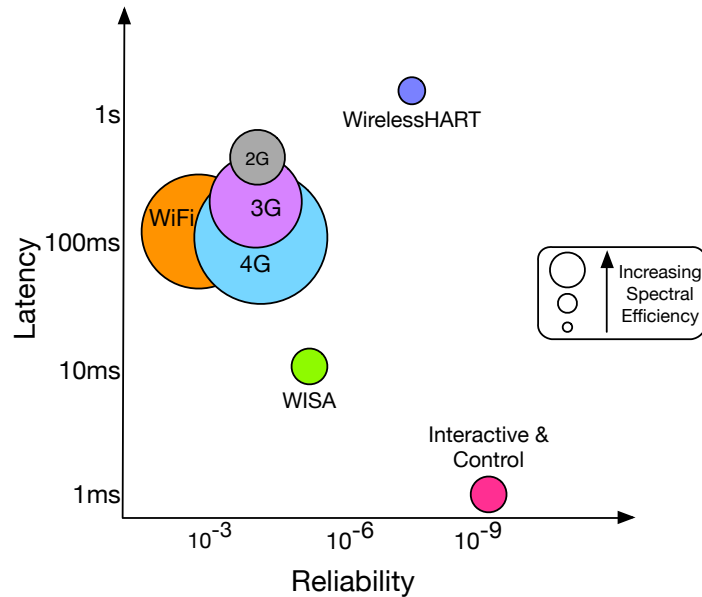 1s
WirelessHART
2G
3G
WiFi
4G
100ms
Latency
Increasing
Spectral
Efficiency
10ms
WISA
Interactive &
Control
1ms
10-3
10-6
10-9
Reliability